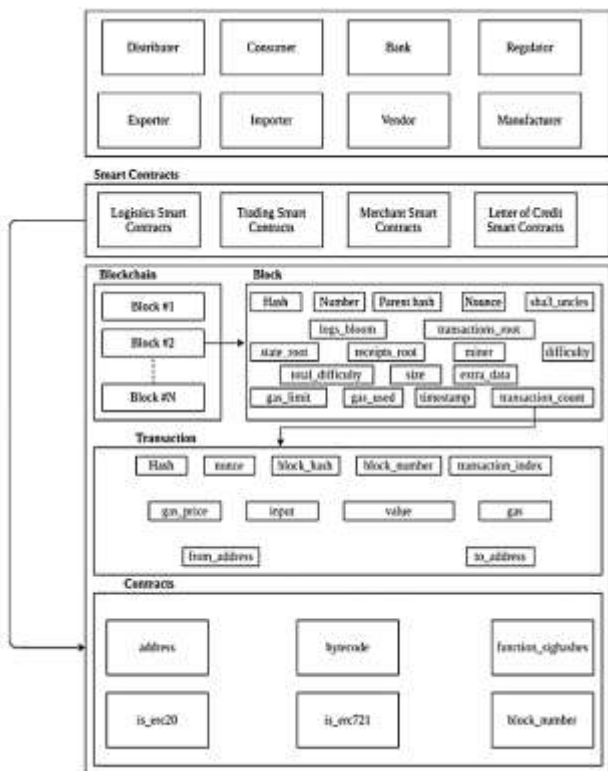 Distributer Consumer Bank Regulator
Exporter Importer Vendor Manufacturer
Smart Contracts
Logistics Smart Contracts
Trading Smart Contracts
Merchant Smart Contracts
Letter of Credit Smart Contracts
Blockchain
Block #1
Block #2
Block #N
Block
Hash Number Parent hash Nounce sha3_uncles
logs_bloom transactions_root
state_root receipts_root miner difficulty
total_difficulty size extra_data
gas_limit gas_used timestamp transaction_count
Transaction
Hash nonce block_hash block_number transaction_index
gas_price input value gas
from_address to_address
Contracts
address bytecode function_sighashes
is_erc20 is_erc721 block_number